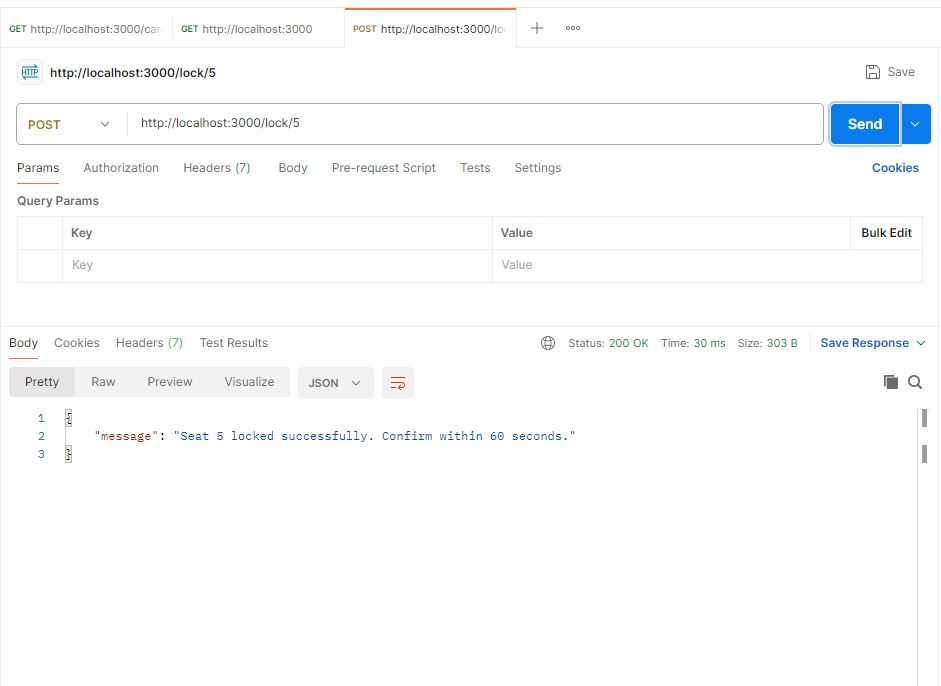 GET http://localhost:3000/car GET http://localhost:3000 POST http://localhost:3000/lo
HTTP http://localhost:3000/lock/5 Save
POST http://localhost:3000/lock/5 Send
Params Authorization Headers (7) Body Pre-request Script Tests Settings Cookies
Query Params
Key Value Bulk Edit
Key Value
Body Cookies Headers (7) Test Results Status: 200 OK Time: 30 ms Size: 303 B Save Response
Pretty Raw Preview Visualize JSON
1 {
2 "message": "Seat 5 locked successfully. Confirm within 60 seconds."
3 }